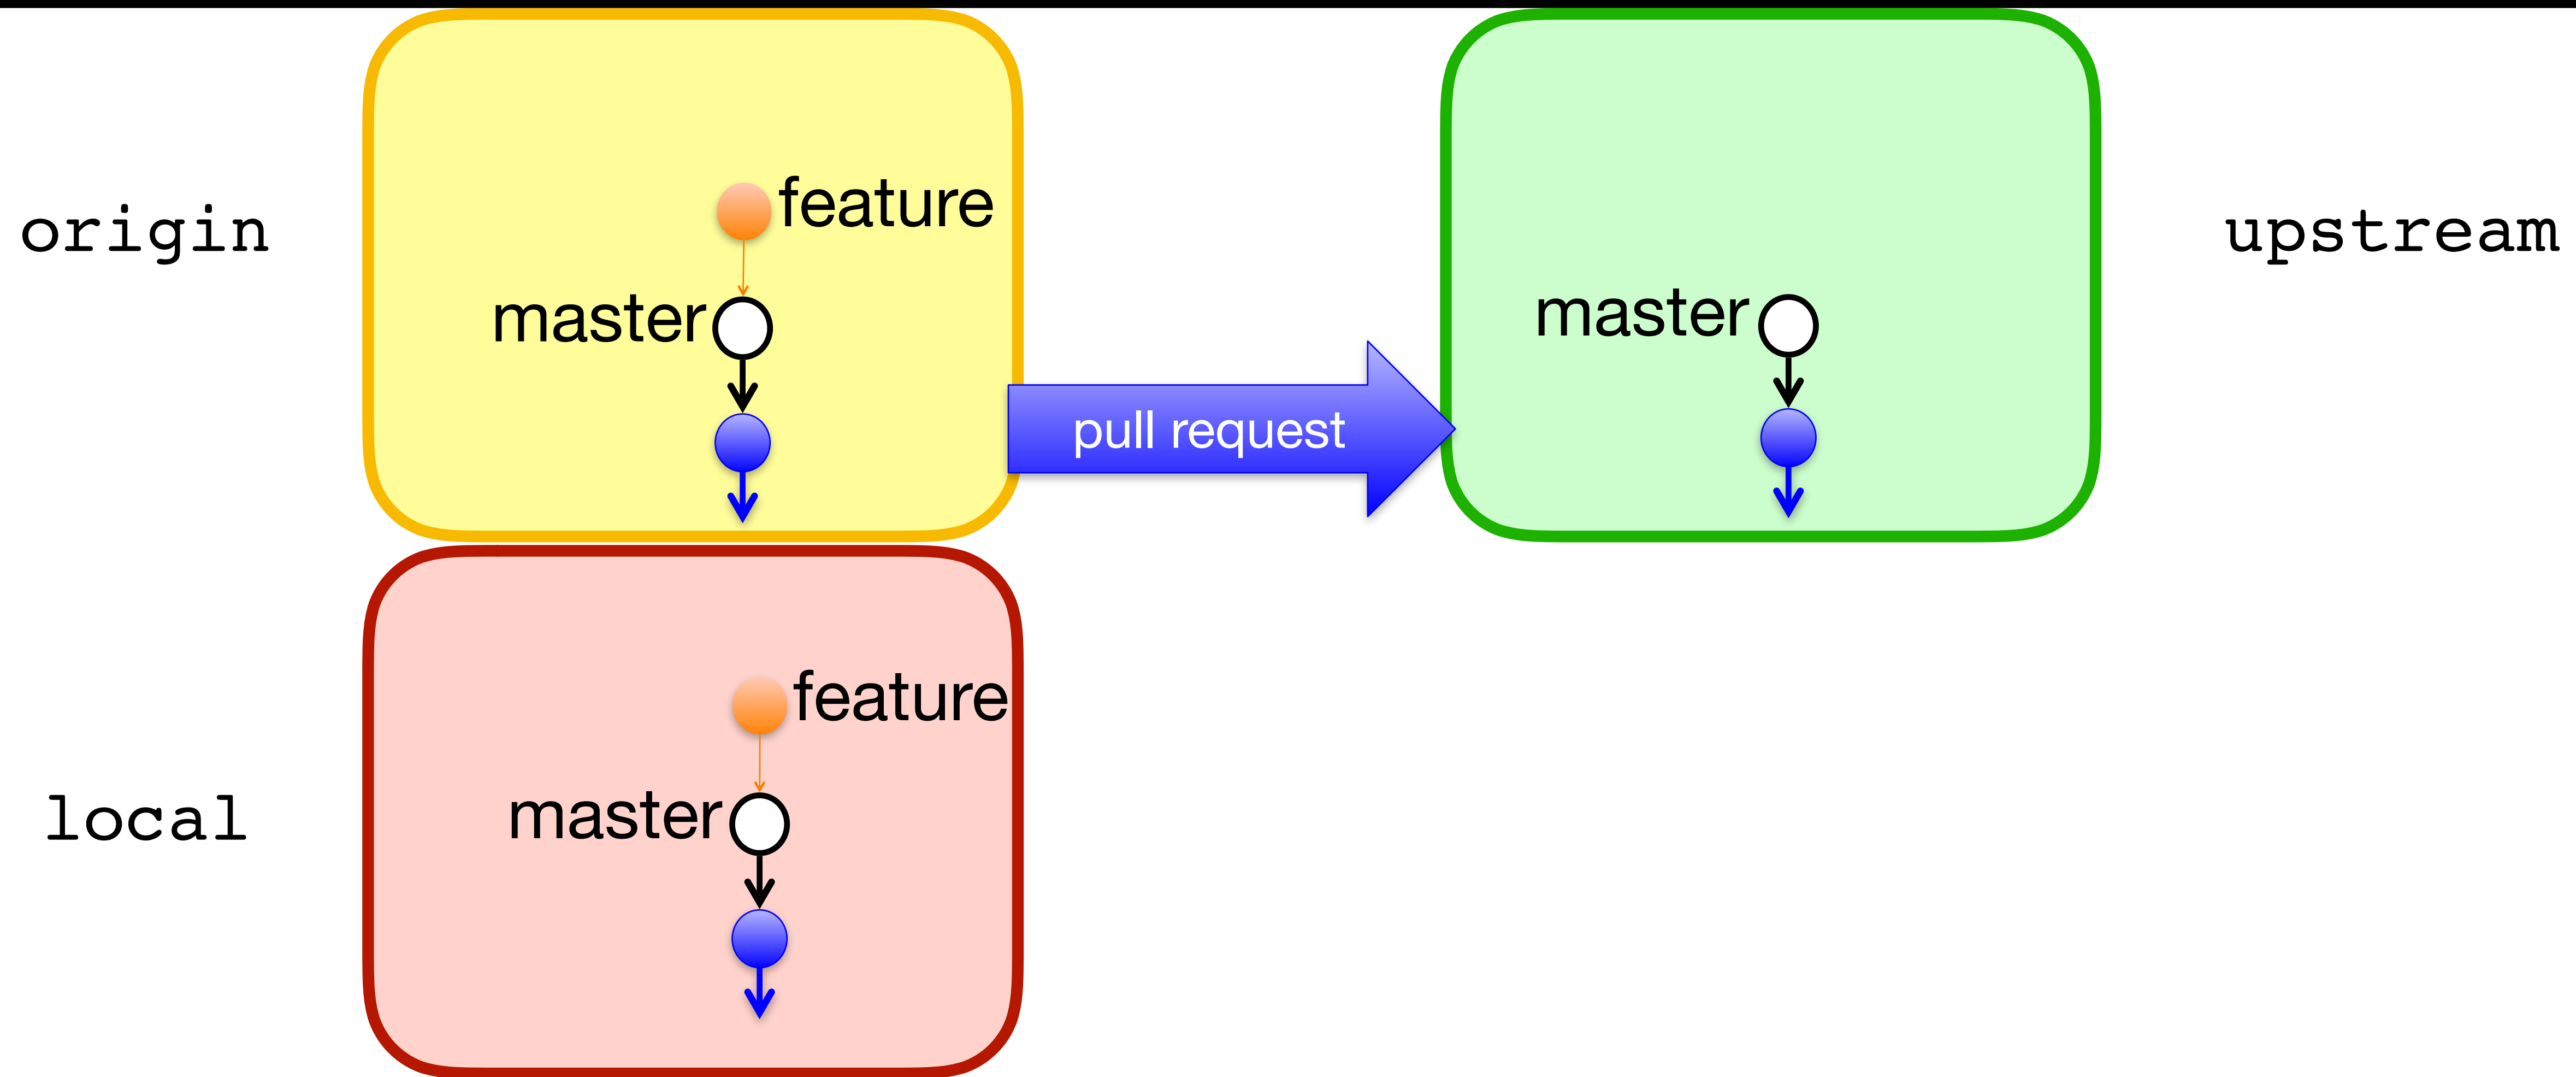 origin
feature
master
pull request
master
upstream
feature
master
local